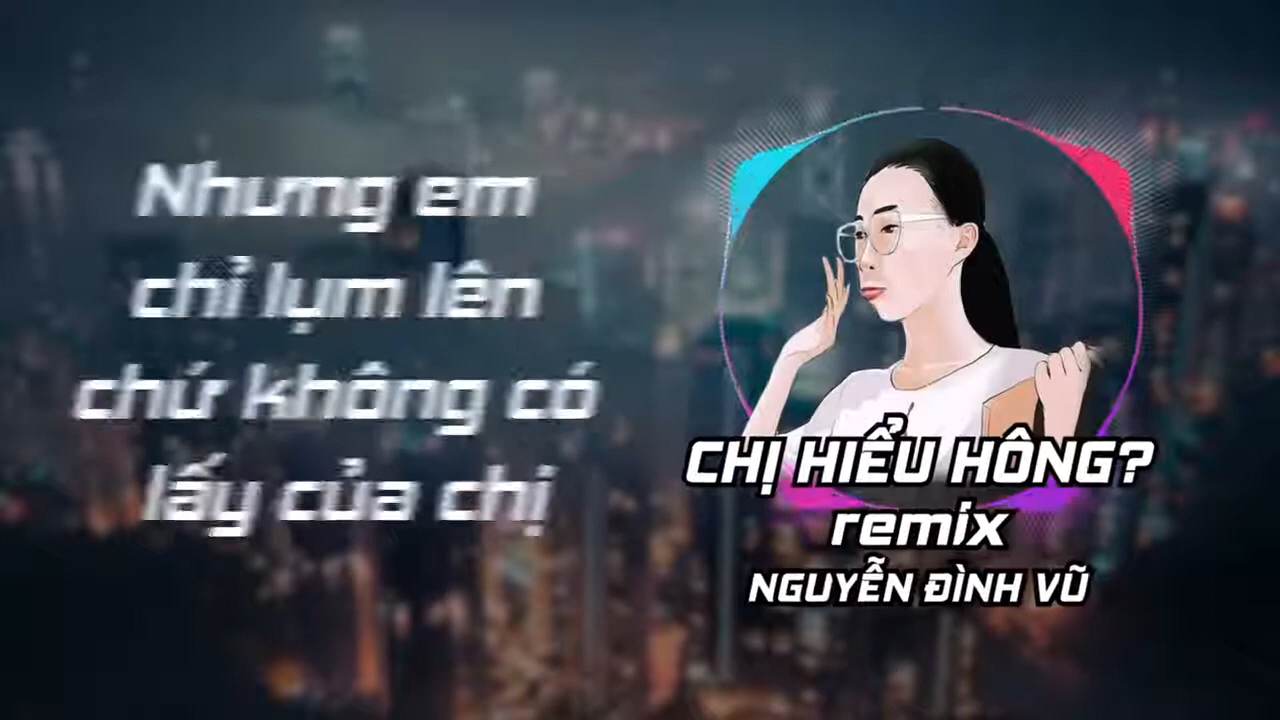 Nhưng em
chỉ lụm lên
chứ không có
lấy của chị
CHỊ HIỂU HÔNG?
remix
NGUYỄN ĐÌNH VŨ